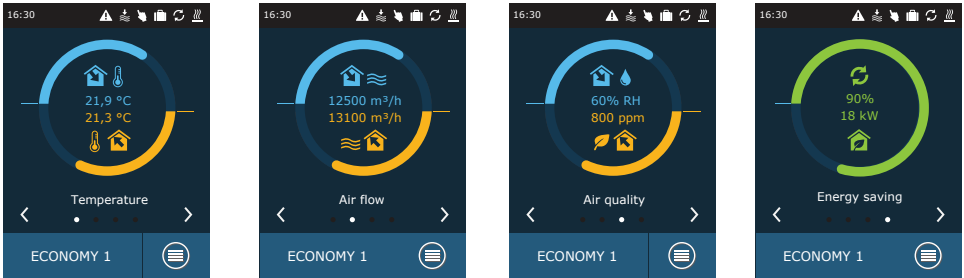 16:30
21,9 °C
21,3 °C
Temperature
ECONOMY 1
16:30
12500 m³/h
13100 m³/h
Air flow
ECONOMY 1
16:30
60% RH
800 ppm
Air quality
ECONOMY 1
16:30
90%
18 kW
Energy saving
ECONOMY 1